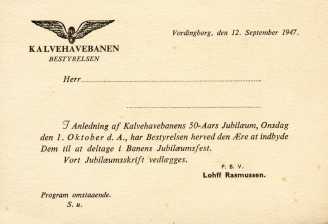 KALVEHAVEBANEN
BESTYRELSEN
Vordingborg, den 12. September 1947.
Herr
I Anledning af Kalvehavebanens 50-Aars Jubilæum, Onsdag
den 1. Oktober d. A., har Bestyrelsen herved den Ære at indbyde
Dem til at deltage i Banens Jubilæumsfest.
Vort Jubilæumsskrift vedlægges.
P. B. V.
Lohff Rasmussen.
Program omstaaende.
S. u.